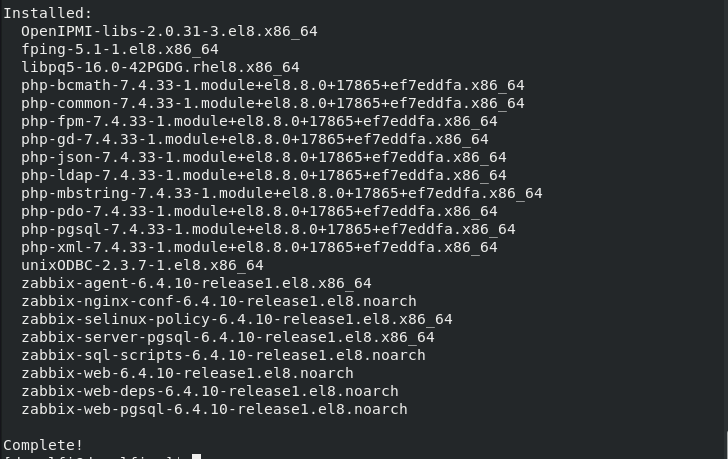 Installed:
OpenIPMI-libs-2.0.31-3.el8.x86_64
fping-5.1-1.el8.x86_64
libpq5-16.0-42PGDG.rhel8.x86_64
php-bcmath-7.4.33-1.module+el8.8.0+17865+ef7eddfa.x86_64
php-common-7.4.33-1.module+el8.8.0+17865+ef7eddfa.x86_64
php-fpm-7.4.33-1.module+el8.8.0+17865+ef7eddfa.x86_64
php-gd-7.4.33-1.module+el8.8.0+17865+ef7eddfa.x86_64
php-json-7.4.33-1.module+el8.8.0+17865+ef7eddfa.x86_64
php-ldap-7.4.33-1.module+el8.8.0+17865+ef7eddfa.x86_64
php-mbstring-7.4.33-1.module+el8.8.0+17865+ef7eddfa.x86_64
php-pdo-7.4.33-1.module+el8.8.0+17865+ef7eddfa.x86_64
php-pgsql-7.4.33-1.module+el8.8.0+17865+ef7eddfa.x86_64
php-xml-7.4.33-1.module+el8.8.0+17865+ef7eddfa.x86_64
unixODBC-2.3.7-1.el8.x86_64
zabbix-agent-6.4.10-release1.el8.x86_64
zabbix-nginx-conf-6.4.10-release1.el8.noarch
zabbix-selinux-policy-6.4.10-release1.el8.x86_64
zabbix-server-pgsql-6.4.10-release1.el8.x86_64
zabbix-sql-scripts-6.4.10-release1.el8.noarch
zabbix-web-6.4.10-release1.el8.noarch
zabbix-web-deps-6.4.10-release1.el8.noarch
zabbix-web-pgsql-6.4.10-release1.el8.noarch
Complete!